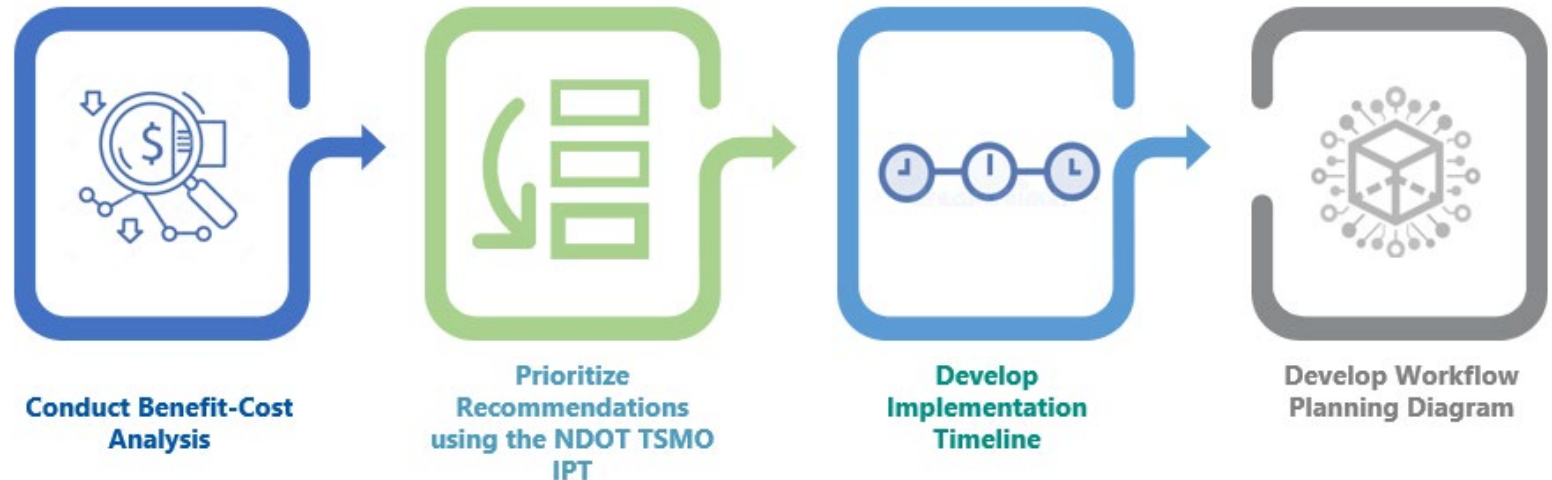 Conduct Benefit-Cost
Analysis
Prioritize
Recommendations
using the NDOT TSMO
IPT
Develop
Implementation
Timeline
Develop Workflow
Planning Diagram